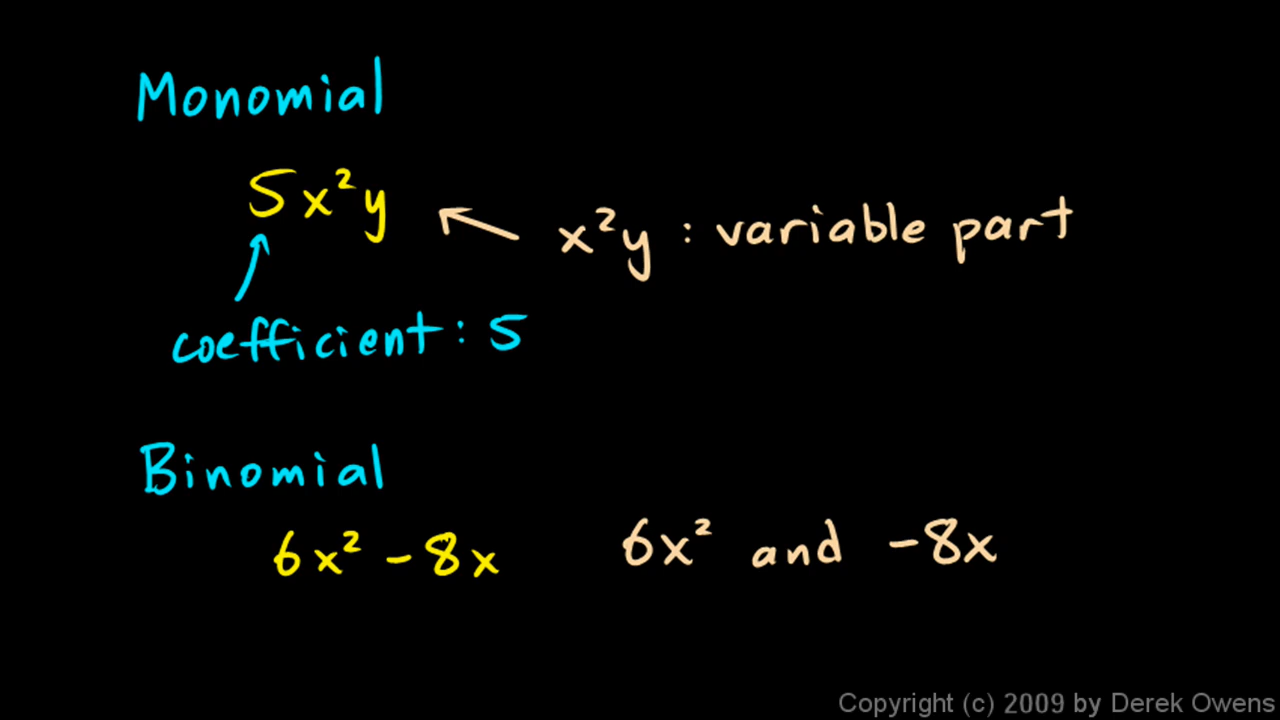 Monomial
5x²y
x²y : variable part
coefficient : 5
Binomial
6x² - 8x 6x² and -8x
Copyright (c) 2009 by Derek Owens